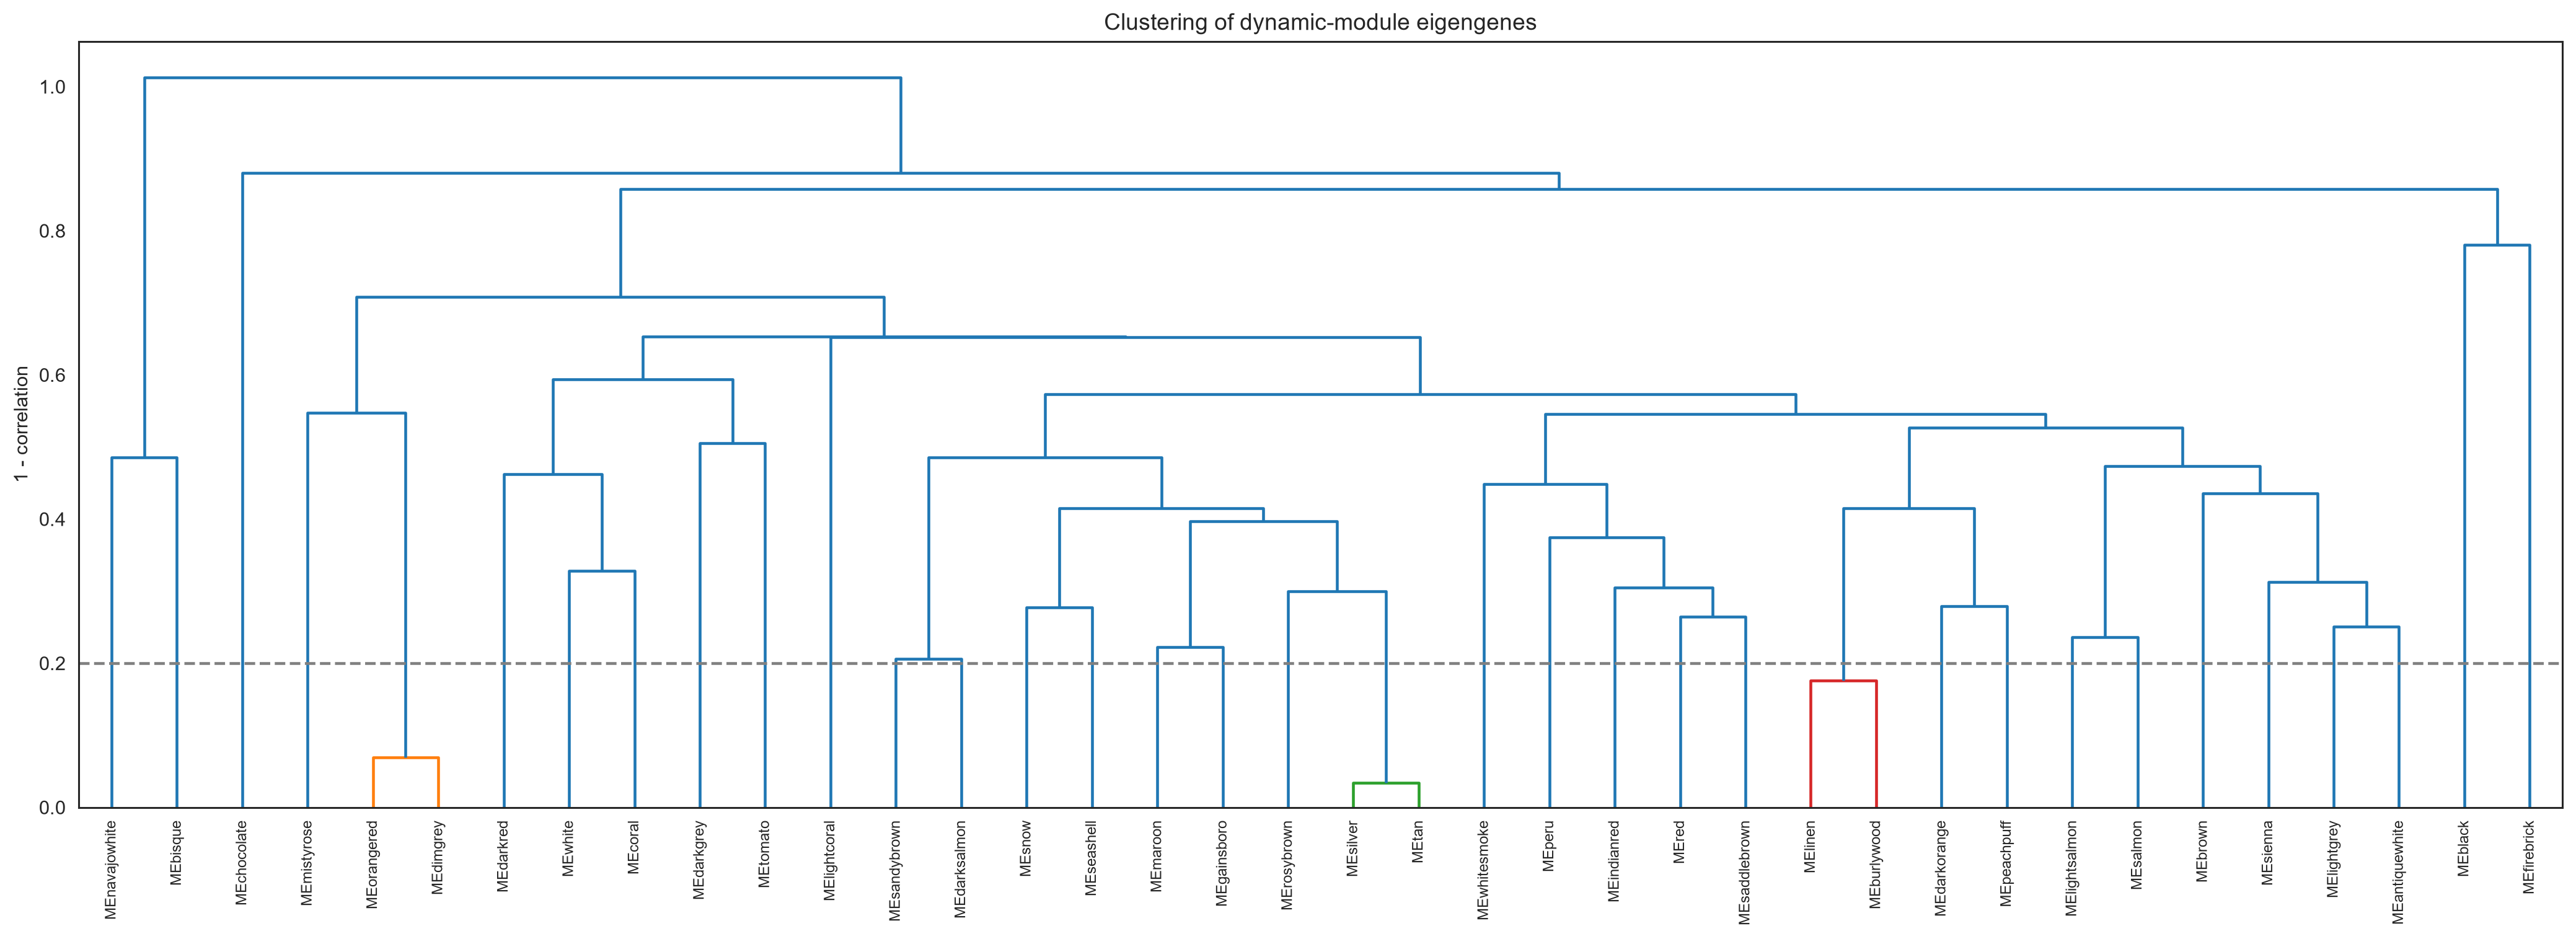 Clustering of dynamic-module eigengenes
1 - correlation
1.0
0.8
0.6
0.4
0.2
0.0
MEnavajowhite
MEbisque
MEchocolate
MEmistyrose
MEorangered
MEdimgrey
MEdarkred
MEwhite
MEcoral
MEdarkgrey
MEtomato
MElightcoral
MEsandybrown
MEdarksalmon
MEsnow
MEseashell
MEmaroon
MEgainsboro
MErosybrown
MEsilver
MEtan
MEwhitesmoke
MEperu
MEindianred
MEred
MEsaddlebrown
MElinen
MEburlywood
MEdarkorange
MEpeachpuff
MElightsalmon
MEsalmon
MEbrown
MEsienna
MElightgrey
MEantiquewhite
MEblack
MEfirebrick